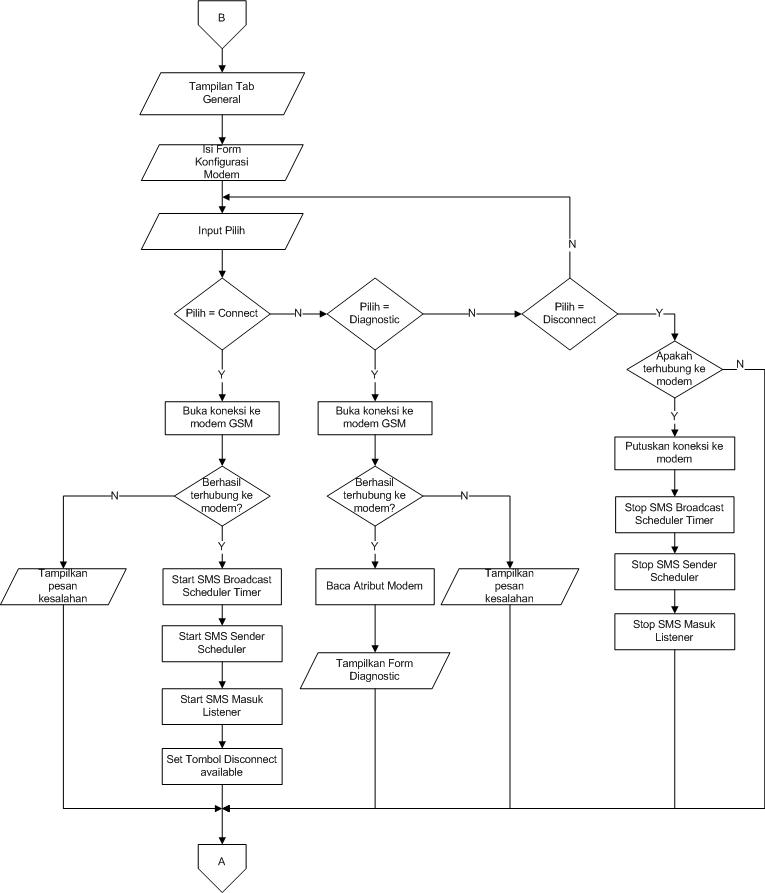 B
Tampilan Tab
General
Isi Form
Konfigurasi
Modem
Input Pilih
N
Pilih = Connect
N
Pilih =
Diagnostic
N
Pilih =
Disconnect
Y
Apakah
terhubung ke
modem
N
Y
Y
Y
Buka koneksi ke
modem GSM
Buka koneksi ke
modem GSM
Putuskan koneksi ke
modem
N
Berhasil
terhubung ke
modem?
Berhasil
terhubung ke
modem?
N
Stop SMS Broadcast
Scheduler Timer
Y
Y
Tampilkan
pesan
kesalahan
Start SMS Broadcast
Scheduler Timer
Baca Atribut Modem
Tampilkan
pesan
kesalahan
Stop SMS Sender
Scheduler
Start SMS Sender
Scheduler
Tampilkan Form
Diagnostic
Stop SMS Masuk
Listener
Start SMS Masuk
Listener
Set Tombol Disconnect
available
A